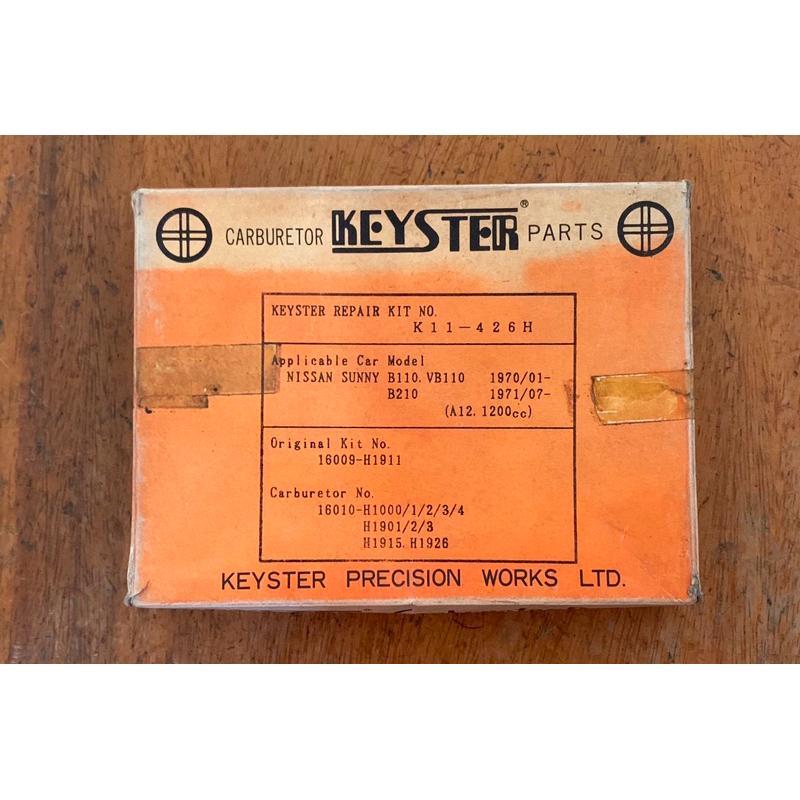 CARBURETOR KEYSTER® PARTS
KEYSTER REPAIR KIT NO.
K11-426H
Applicable Car Model
NISSAN SUNNY B110. VB110 1970/01-
B210 1971/07-
(A12. 1200cc)
Original Kit No.
16009-H1911
Carburetor No.
16010-H1000/1/2/3/4
H1901/2/3
H1915. H1926
KEYSTER PRECISION WORKS LTD.